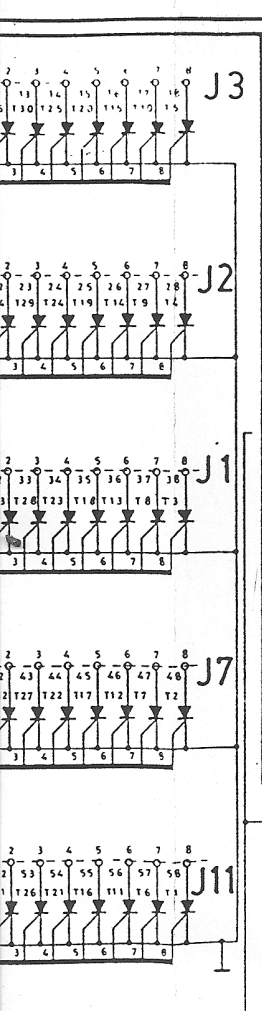 2 3 4 5 6 7 8 J3
13 14 15 16 17 18
T30 T25 T20 T15 T10 T5
3 4 5 6 7 8
2 3 4 5 6 7 8 J2
23 24 25 26 27 28
T29 T24 T19 T14 T9 T4
3 4 5 6 7 8
2 3 4 5 6 7 8 J1
33 34 35 36 37 38
T28 T23 T18 T13 T8 T3
3 4 5 6 7 8
2 3 4 5 6 7 8 J7
43 44 45 46 47 48
T27 T22 T17 T12 T7 T2
3 4 5 6 7
2 3 4 5 6 7 8 J11
53 54 55 56 57 58
T26 T21 T16 T11 T6 T1
3 4 5 6 7 8